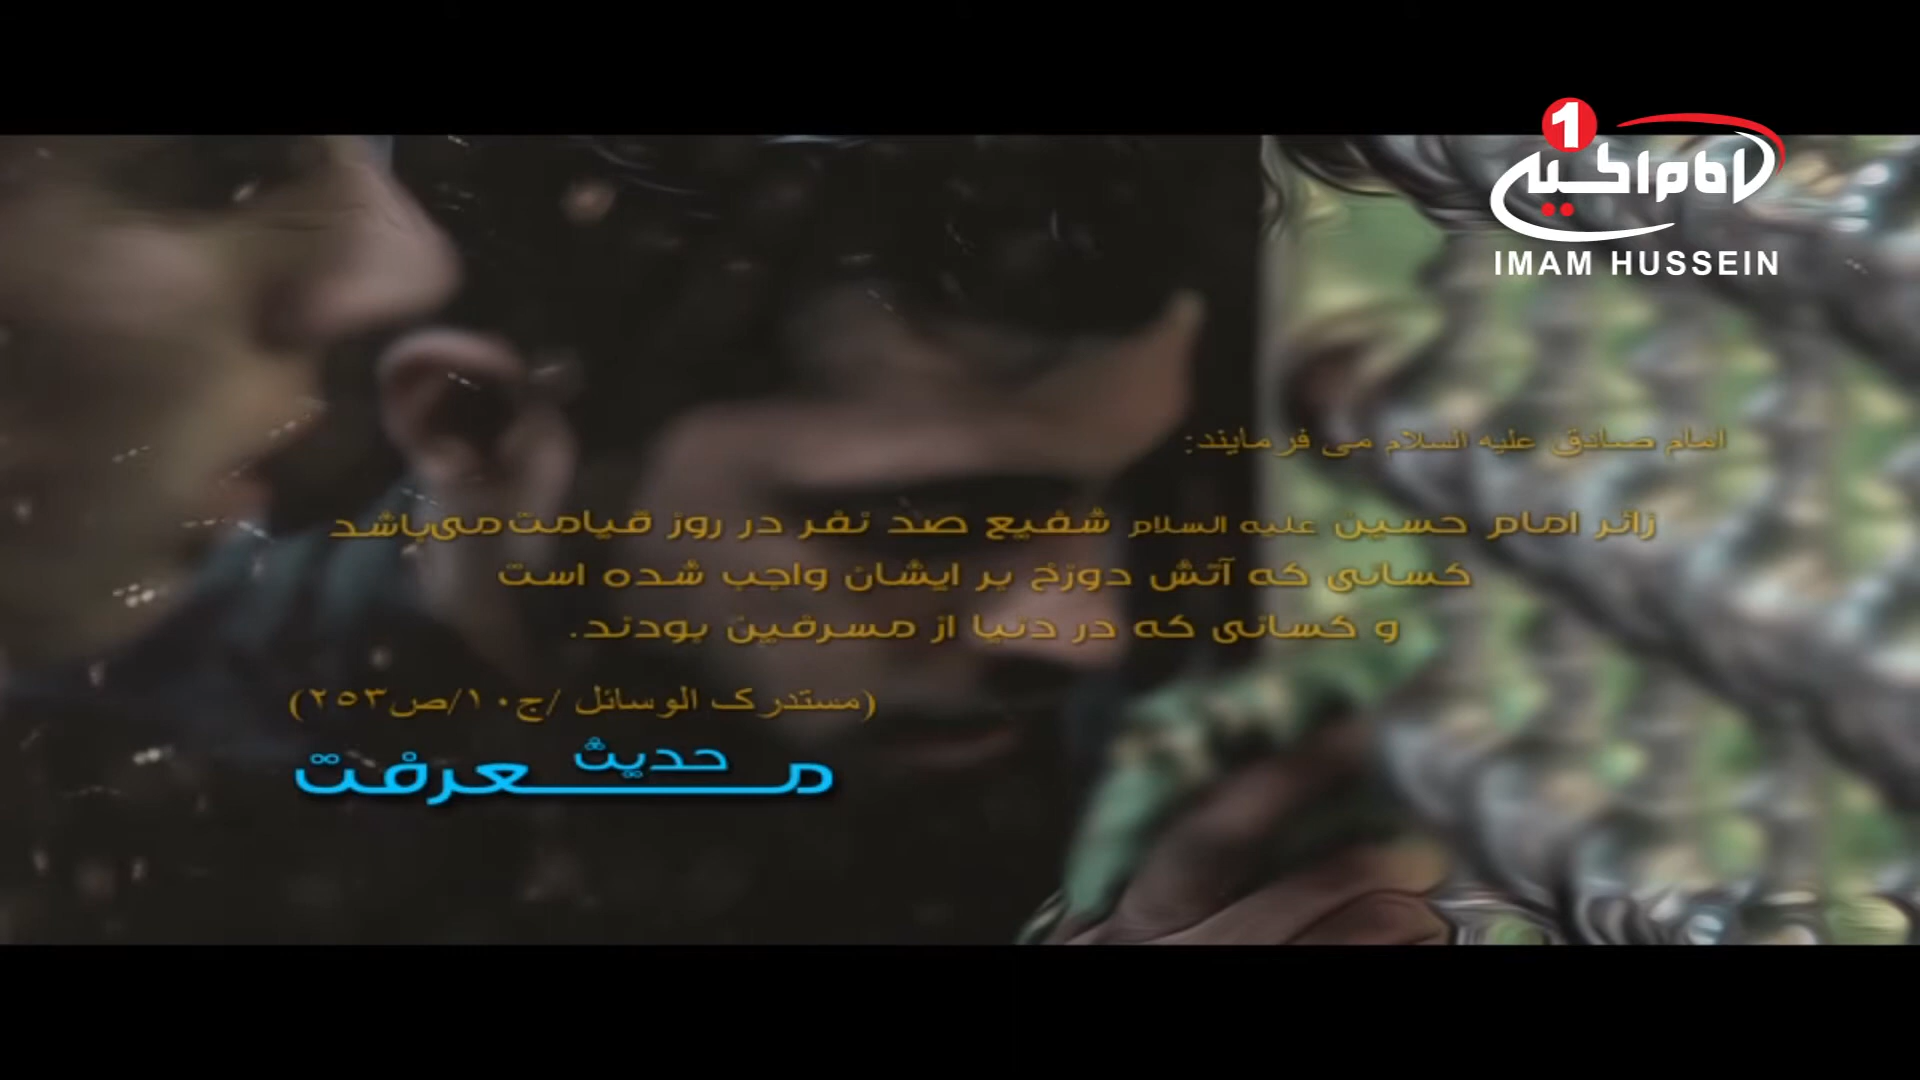 1
امام الحسین
IMAM HUSSEIN
امام صادق علیه السلام می فرمایند:
زائر امام حسین علیه السلام شفیع صد نفر در روز قیامت می‌باشد
کسانی که آتش دوزخ بر ایشان واجب شده است
و کسانی که در دنیا از مسرفین بودند.
(مستدرک الوسائل /ج۱۰/ص۲۵۳)
حدیث
معرفت